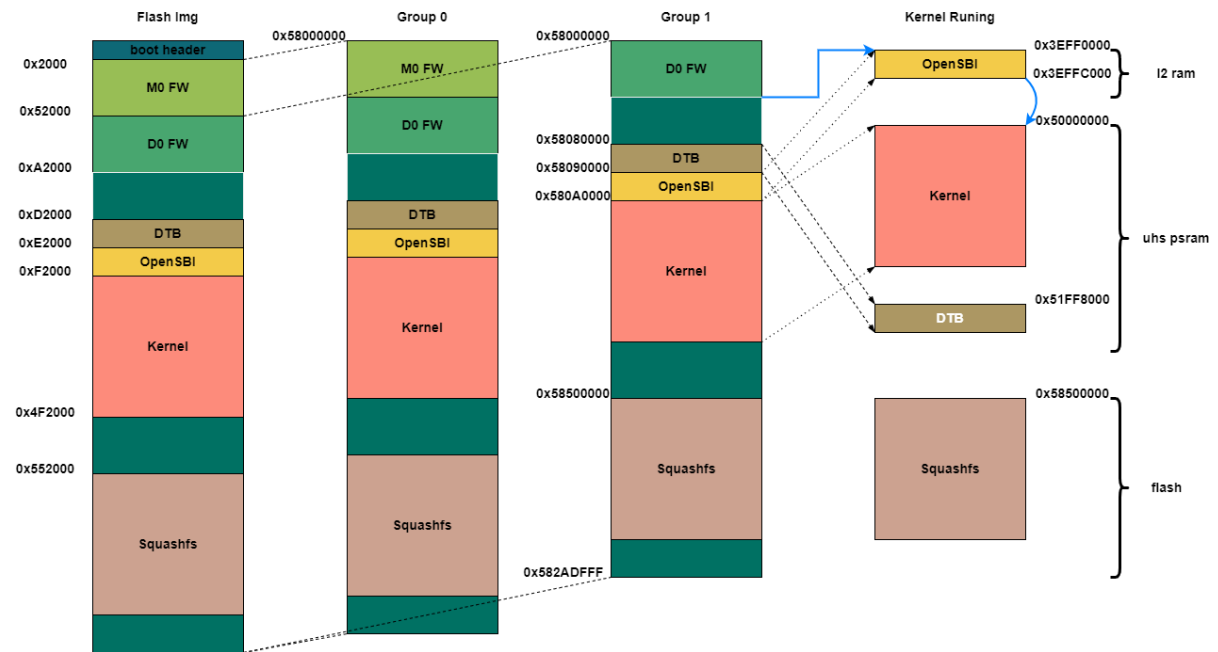 Flash Img
Group 0
Group 1
Kernel Runing
0x58000000
0x58000000
boot header
0x2000
M0 FW
M0 FW
D0 FW
OpenSBI
0x3EFF0000
0x3EFFC000
l2 ram
0x52000
D0 FW
D0 FW
0x50000000
0xA2000
0x58080000
DTB
0x58090000
OpenSBI
0x580A0000
Kernel
0xD2000
DTB
DTB
0xE2000
OpenSBI
OpenSBI
0xF2000
Kernel
Kernel
Kernel
uhs psram
0x51FF8000
DTB
0x4F2000
0x58500000
0x58500000
0x552000
Squashfs
Squashfs
Squashfs
Squashfs
flash
0x582ADFFF